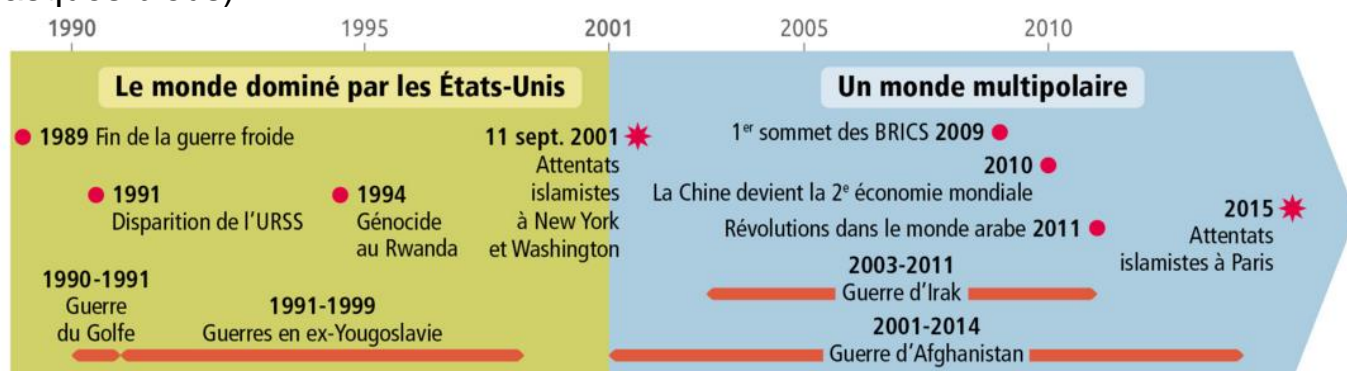 asques bleus)
1990 1995 2001 2005 2010
Le monde dominé par les États-Unis
Un monde multipolaire
1989 Fin de la guerre froide
1991
Disparition de l’URSS
1994
Génocide
au Rwanda
11 sept. 2001
Attentats
islamistes
à New York
et Washington
1990-1991
Guerre
du Golfe
1991-1999
Guerres en ex-Yougoslavie
1er sommet des BRICS 2009
2010
La Chine devient la 2e économie mondiale
Révolutions dans le monde arabe 2011
2015
Attentats
islamistes à Paris
2003-2011
Guerre d’Irak
2001-2014
Guerre d’Afghanistan